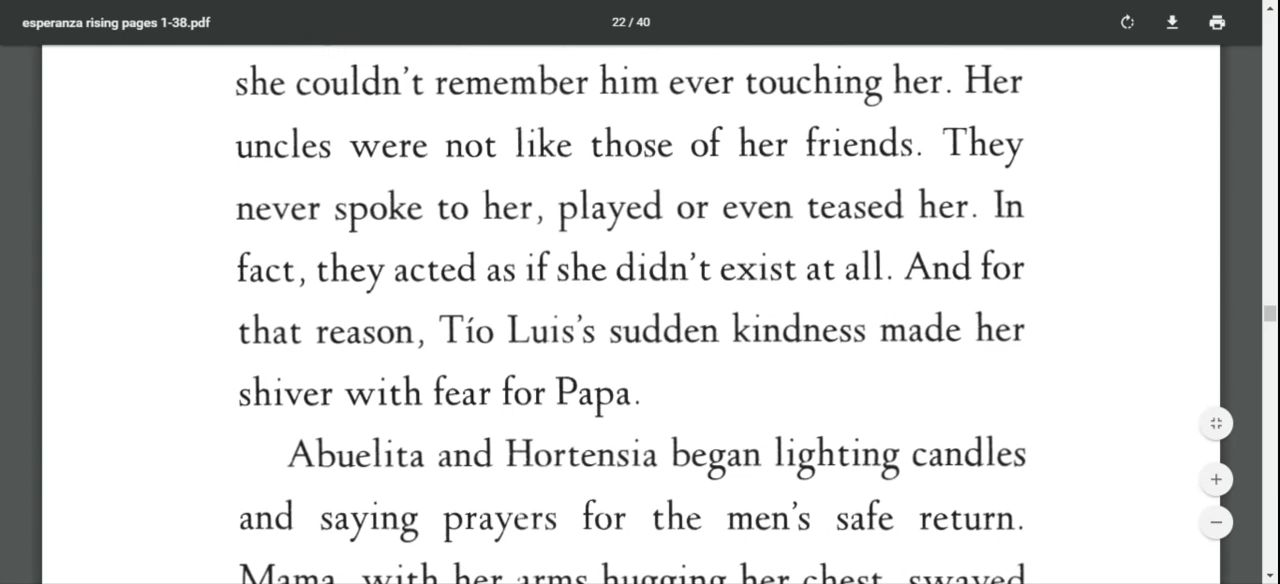 esperanza rising pages 1-38.pdf
22 / 40
she couldn't remember him ever touching her. Her
uncles were not like those of her friends. They
never spoke to her, played or even teased her. In
fact, they acted as if she didn't exist at all. And for
that reason, Tío Luis's sudden kindness made her
shiver with fear for Papa.
Abuelita and Hortensia began lighting candles
and saying prayers for the men's safe return.
Mama, with her arms hugging her chest, swayed